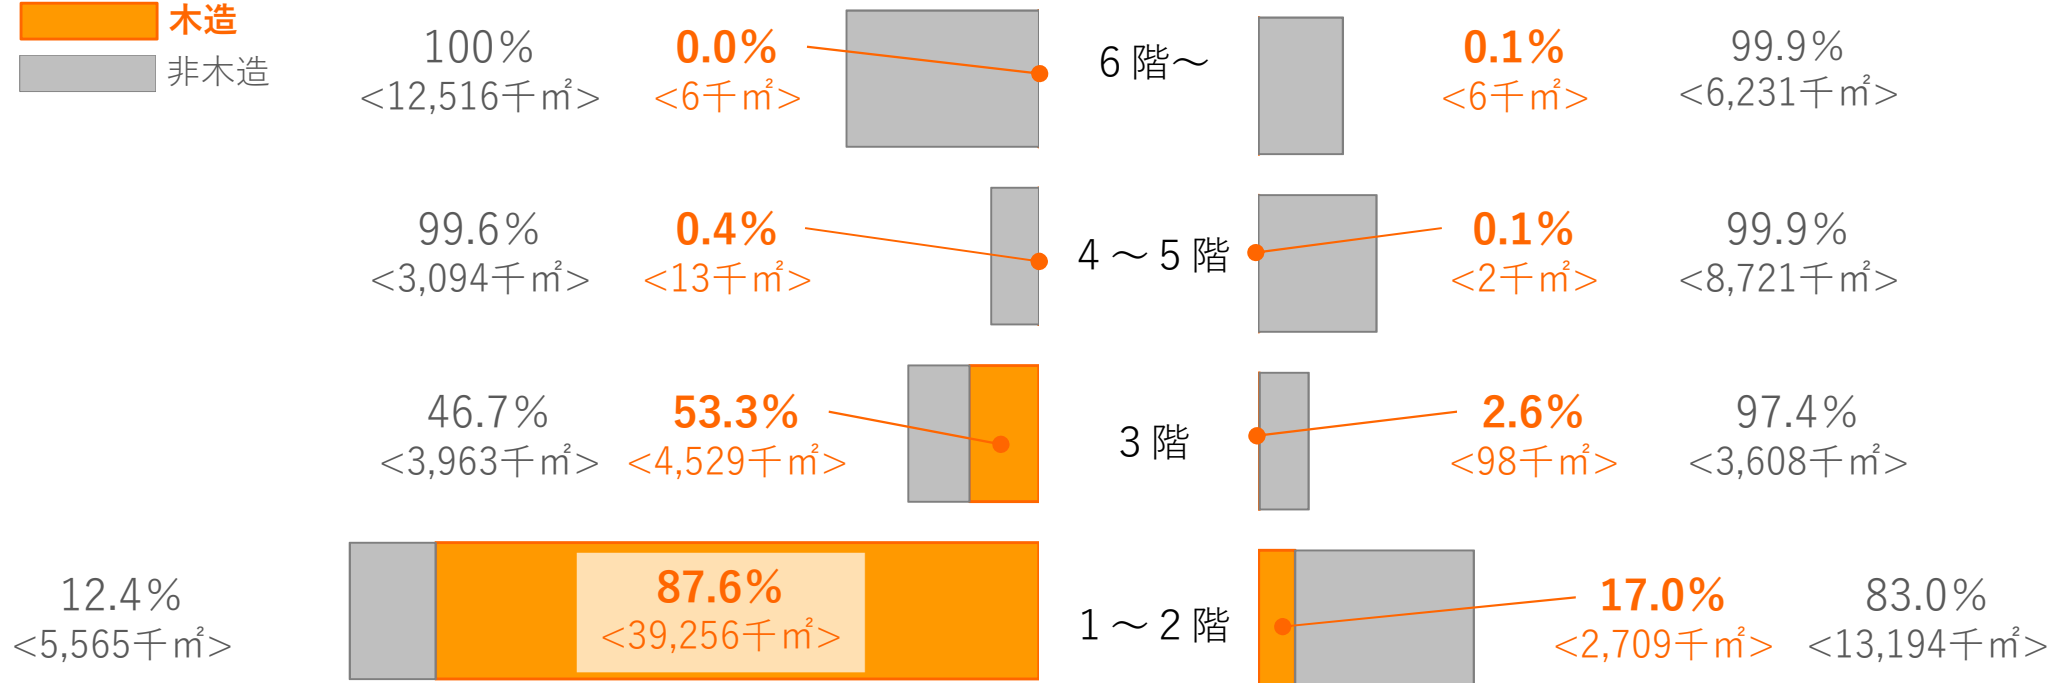 木造
非木造
100%
<12,516千㎡>
0.0%
<6千㎡>
6階～
0.1%
<6千㎡>
99.9%
<6,231千㎡>
99.6%
<3,094千㎡>
0.4%
<13千㎡>
4～5階
0.1%
<2千㎡>
99.9%
<8,721千㎡>
46.7%
<3,963千㎡>
53.3%
<4,529千㎡>
3階
2.6%
<98千㎡>
97.4%
<3,608千㎡>
12.4%
<5,565千㎡>
87.6%
<39,256千㎡>
1～2階
17.0%
<2,709千㎡>
83.0%
<13,194千㎡>